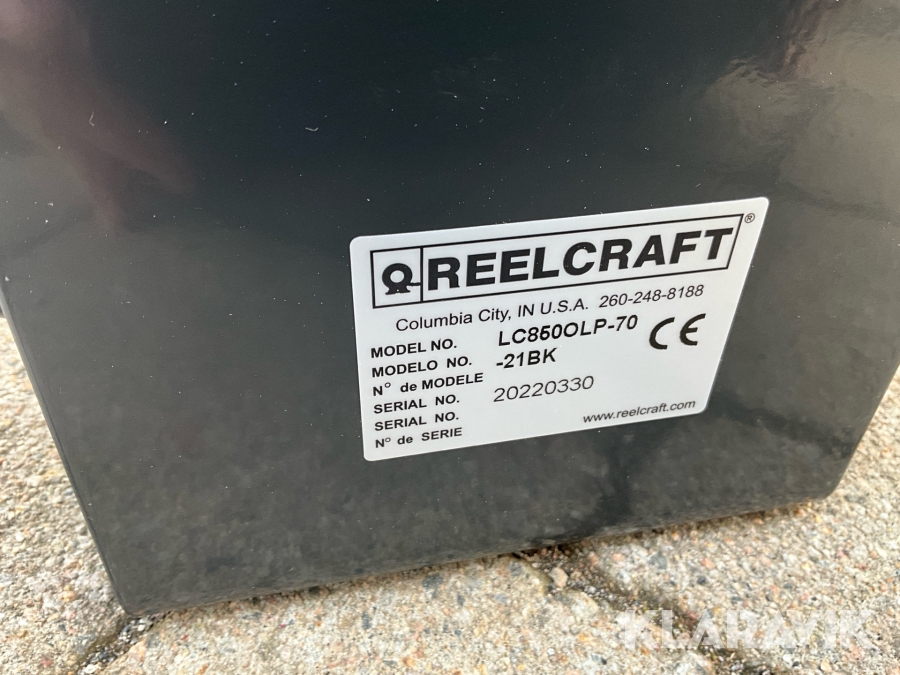 REELCRAFT®
Columbia City, IN U.S.A. 260-248-8188
MODEL NO. LC850OLP-70
MODELO NO. -21BK
N° de MODELE
SERIAL NO. 20220330
SERIAL NO.
N° de SERIE
CE
www.reelcraft.com
KLARAVIK